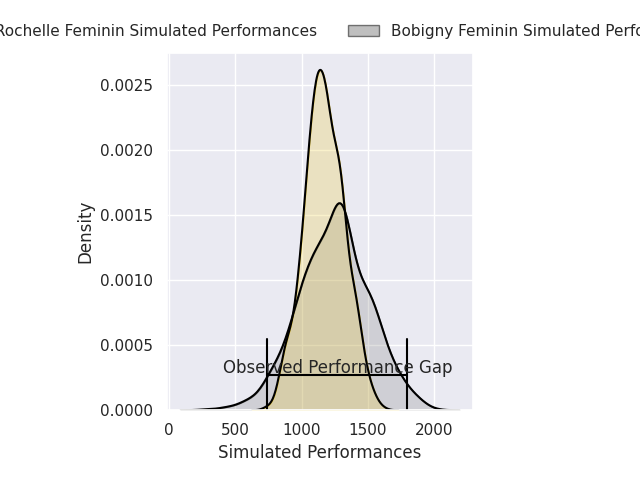 Rochelle Feminin Simulated Performances
Bobigny Feminin Simulated
Density
0.0025
0.0020
0.0015
0.0010
0.0005
0.0000
Observed Performance Gap
0
500
1000
1500
2000
Simulated Performances